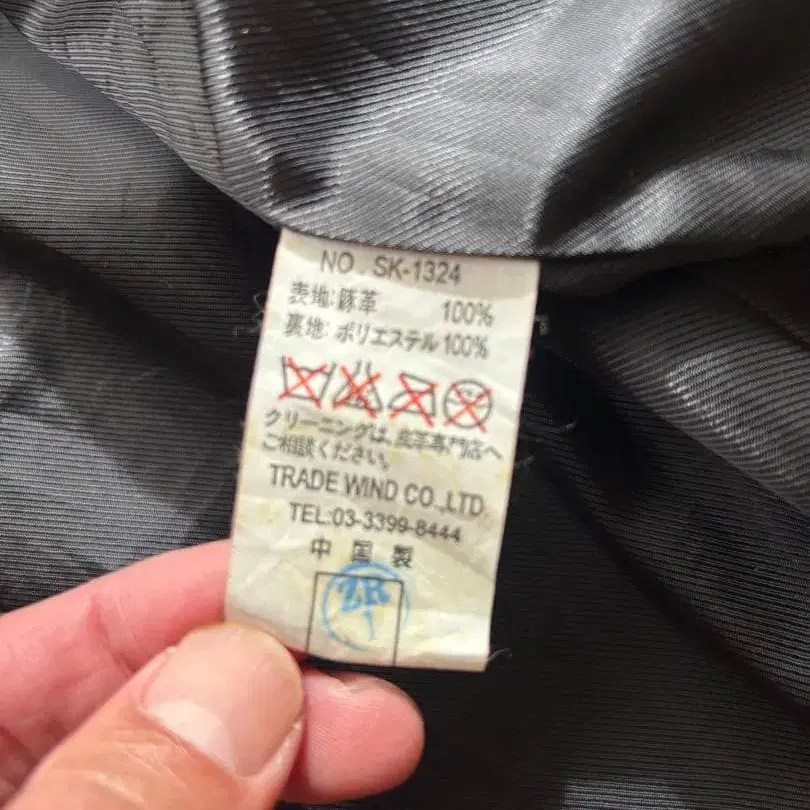 NO. SK-1324
表地:豚革 100%
裏地:ポリエステル 100%
クリーニングは、皮革専門店へ
ご相談ください。
TRADE WIND CO.,LTD
TEL:03-3399-8444
中国製